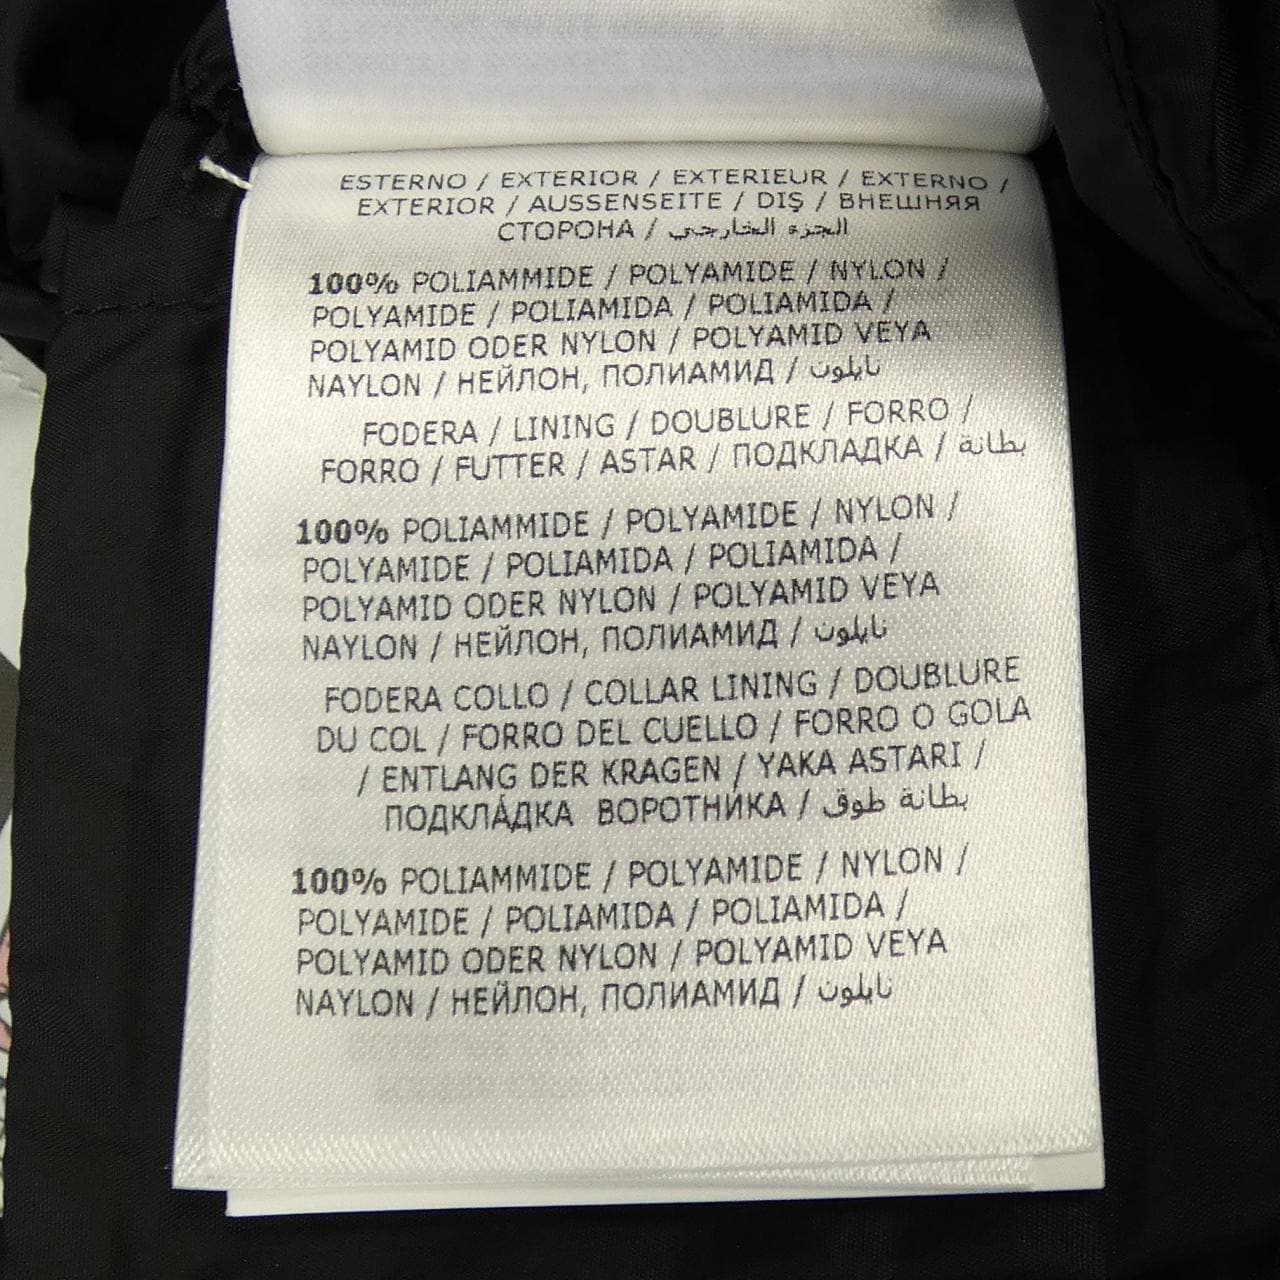 ESTERNO / EXTERIOR / EXTERIEUR / EXTERNO /
EXTERIOR / AUSSENSEITE / DIŞ / ВНЕШНЯЯ
СТОРОНА / الجزء الخارجي
100% POLIAMMIDE / POLYAMIDE / NYLON /
POLYAMIDE / POLIAMIDA / POLIAMIDA /
POLYAMID ODER NYLON / POLYAMID VEYA
NAYLON / НЕЙЛОН, ПОЛИАМИД / نايلون
FODERA / LINING / DOUBLURE / FORRO /
FORRO / FUTTER / ASTAR / ПОДКЛАДКА / بطانة
100% POLIAMMIDE / POLYAMIDE / NYLON /
POLYAMIDE / POLIAMIDA / POLIAMIDA /
POLYAMID ODER NYLON / POLYAMID VEYA
NAYLON / НЕЙЛОН, ПОЛИАМИД / نايلون
FODERA COLLO / COLLAR LINING / DOUBLURE
DU COL / FORRO DEL CUELLO / FORRO O GOLA
/ ENTLANG DER KRAGEN / YAKA ASTARI /
ПОДКЛА́ДКА ВОРОТНИ́КА / بطانة طوق
100% POLIAMMIDE / POLYAMIDE / NYLON /
POLYAMIDE / POLIAMIDA / POLIAMIDA /
POLYAMID ODER NYLON / POLYAMID VEYA
NAYLON / НЕЙЛОН, ПОЛИАМИД / نايلون